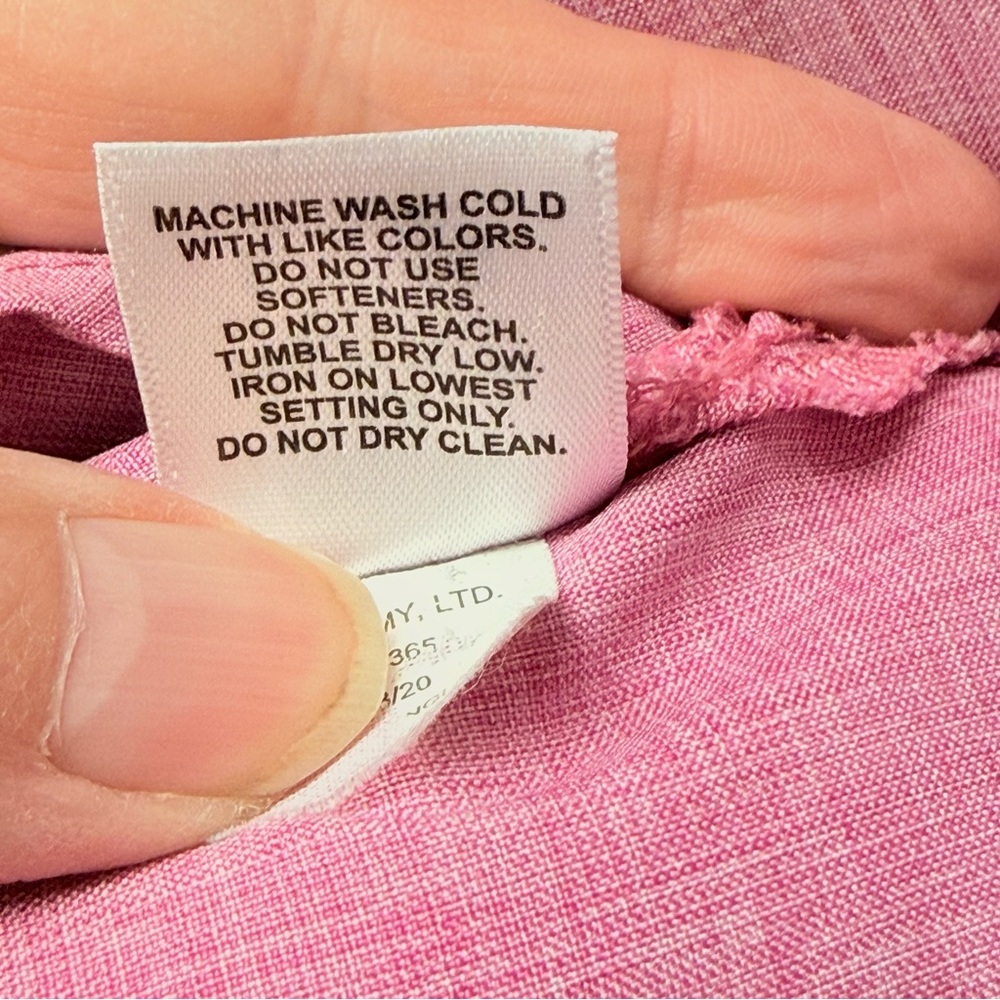 MACHINE WASH COLD
WITH LIKE COLORS.
DO NOT USE
SOFTENERS.
DO NOT BLEACH.
TUMBLE DRY LOW.
IRON ON LOWEST
SETTING ONLY.
DO NOT DRY CLEAN.
LTD.
365
/20